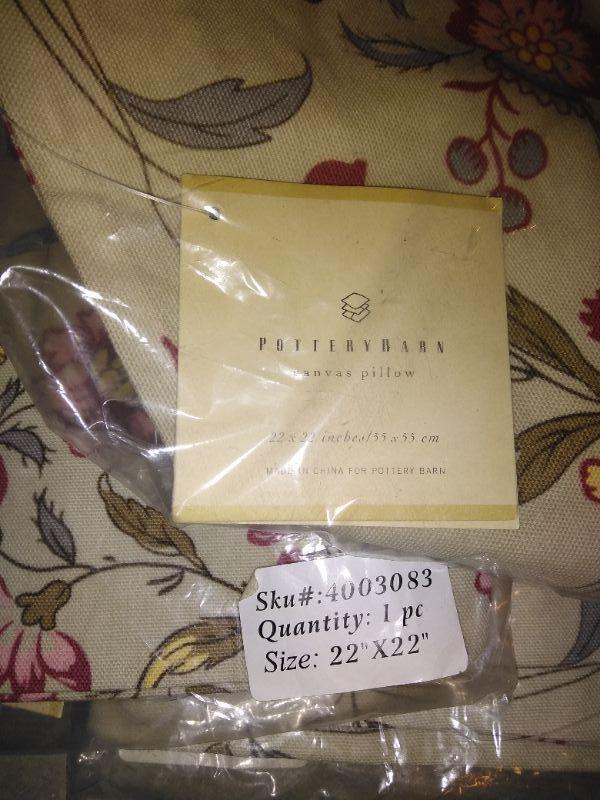 POTTERYBARN
canvas pillow
22 x 22 inches/55 x 55 cm
MADE IN CHINA FOR POTTERY BARN
Sku#:4003083
Quantity: 1 pc
Size: 22"X22"